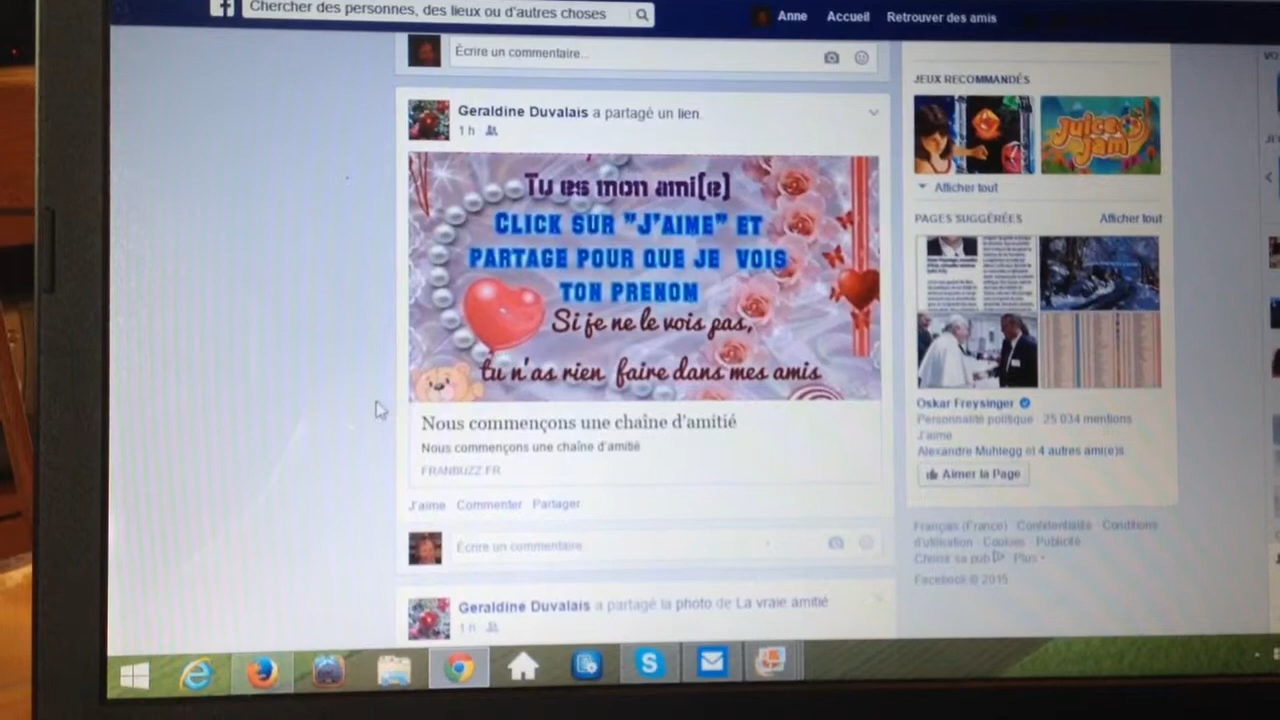 Chercher des personnes, des lieux ou d'autres choses
Anne Accueil Retrouver des amis
Écrire un commentaire...
Geraldine Duvalais a partagé un lien.
1 h
Tu es mon ami(e)
CLICK SUR "J'AIME" ET
PARTAGE POUR QUE JE VOIS
TON PRENOM
Si je ne le vois pas,
tu n'as rien faire dans mes amis
Nous commençons une chaîne d'amitié
Nous commençons une chaîne d'amitié
FRANBUZZ.FR
J'aime Commenter Partager
Écrire un commentaire...
Geraldine Duvalais a partagé la photo de La vraie amitié
1 h
JEUX RECOMMANDÉS
Juice Jam
Afficher tout
PAGES SUGGÉRÉES Afficher tout
Oskar Freysinger
Personnalité politique · 25 034 mentions
J'aime
Alexandre Muhlegg et 4 autres ami(e)s
Aimer la Page
Français (France) · Confidentialité · Conditions
d'utilisation · Cookies · Publicité ·
Choisir sa pub · Plus
Facebook © 2015